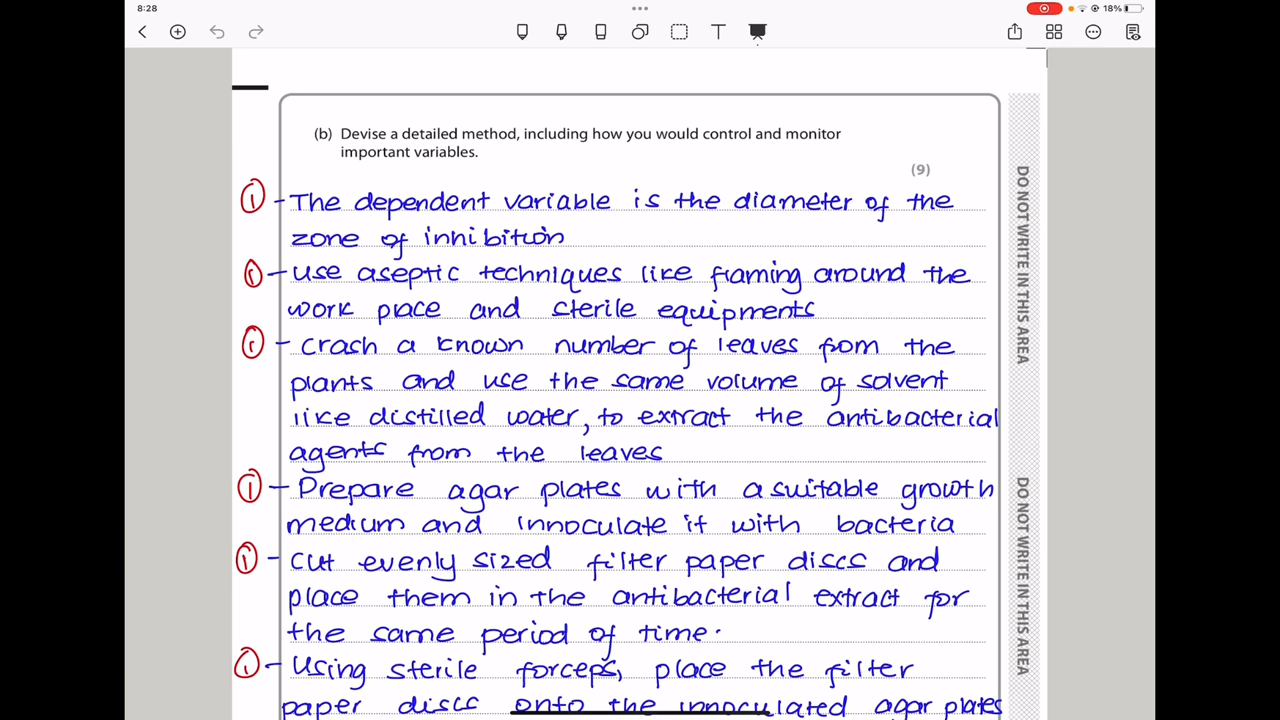 8:28
18%
(b) Devise a detailed method, including how you would control and monitor
important variables.
(9)
① - The dependent variable is the diameter of the
zone of inhibition
① - use aseptic techniques like flaming around the
work place and sterile equipments
① - crash a known number of leaves from the
plants and use the same volume of solvent
like distilled water, to extract the antibacterial
agents from the leaves
① - Prepare agar plates with a suitable growth
medium and innoculate it with bacteria
① - Cut evenly sized filter paper discs and
place them in the antibacterial extract for
the same period of time.
① - Using sterile forceps, place the filter
paper discs onto the innoculated agar plates
DO NOT WRITE IN THIS AREA
DO NOT WRITE IN THIS AREA